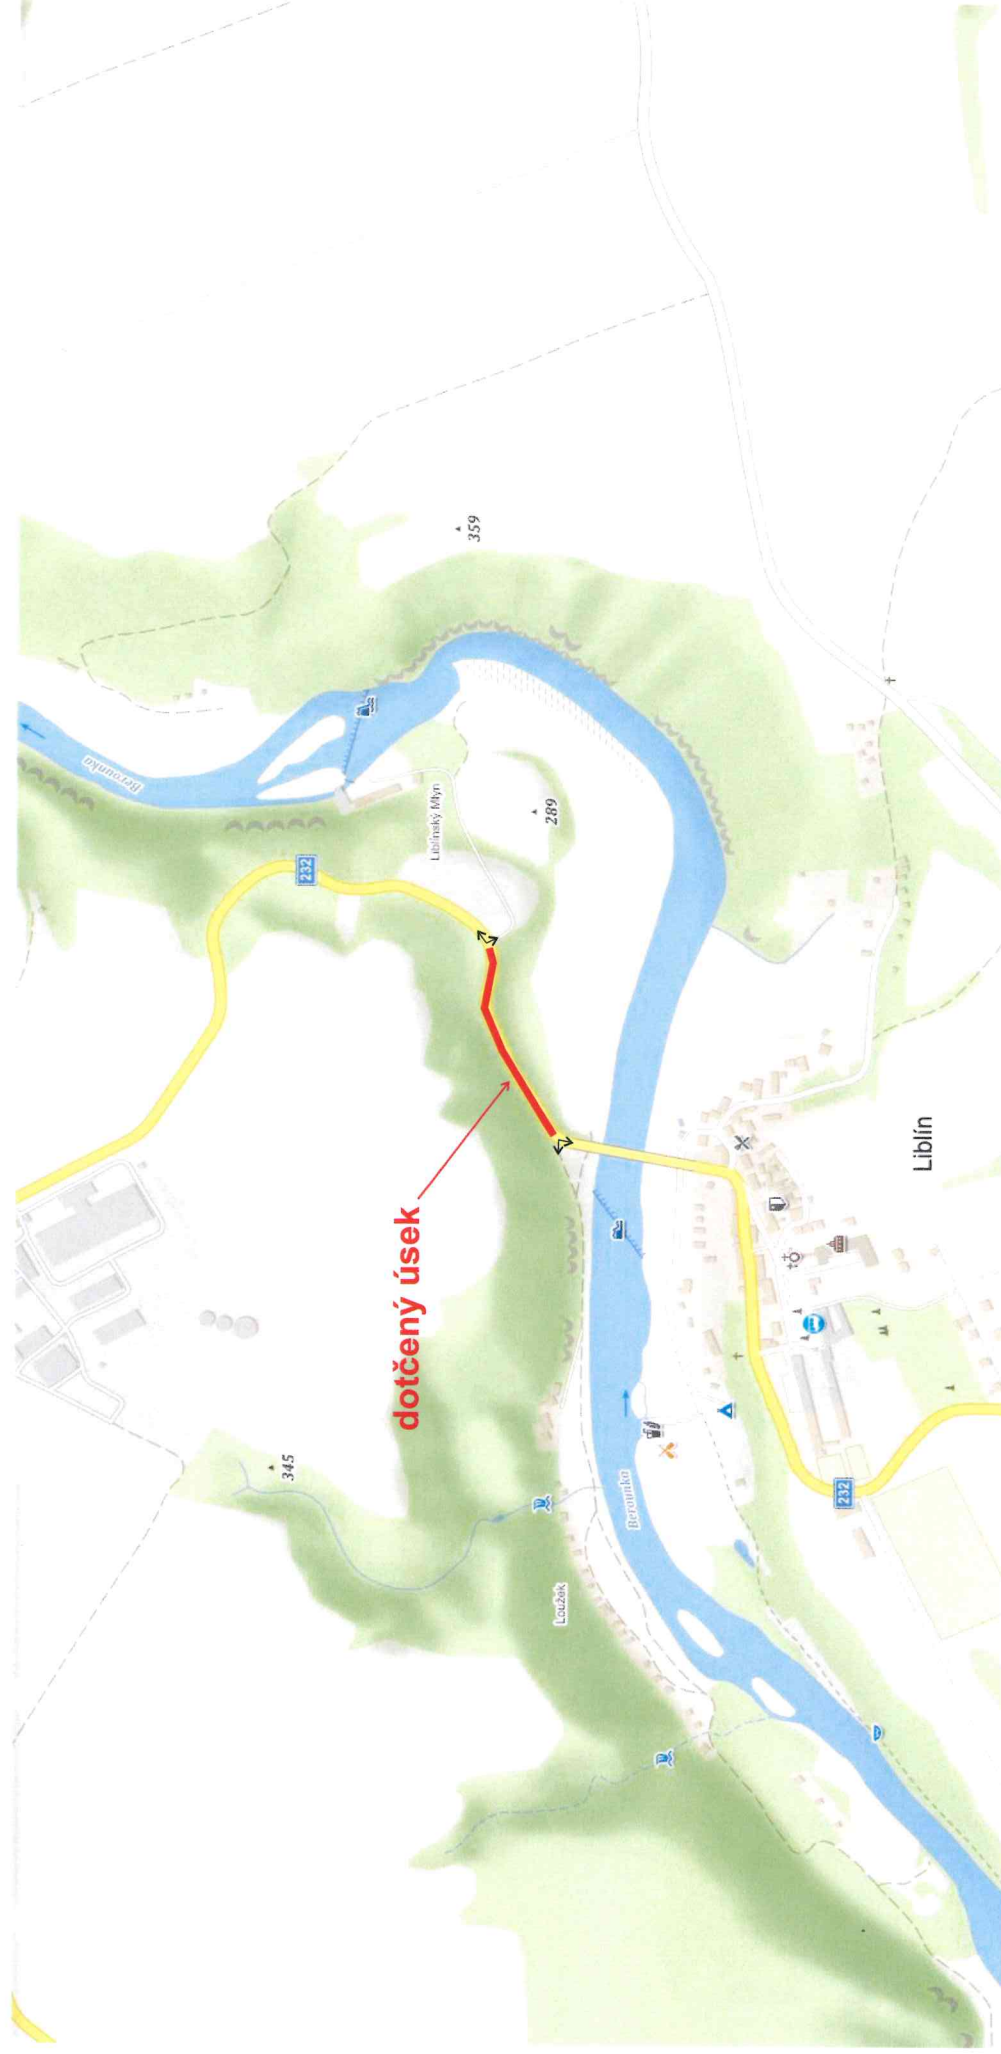 Berounka
232
359
Liblínský Mlýn
289
dotčený úsek
Liblín
345
Berounka
232
Loužek